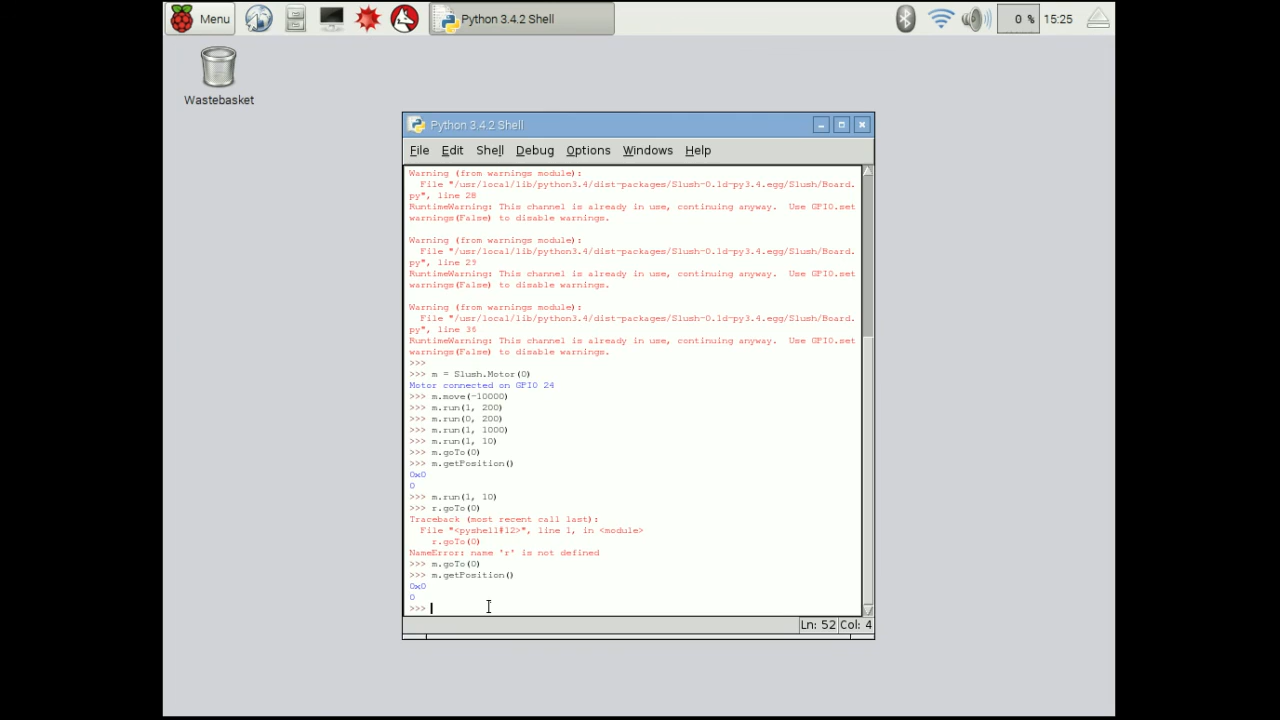 Menu
Python 3.4.2 Shell
0 %
15:25
Wastebasket
Python 3.4.2 Shell
File Edit Shell Debug Options Windows Help
Warning (from warnings module):
File "/usr/local/lib/python3.4/dist-packages/Slush-0.1d-py3.4.egg/Slush/Board.
py", line 28
RuntimeWarning: This channel is already in use, continuing anyway.  Use GPIO.set
warnings(False) to disable warnings.
Warning (from warnings module):
File "/usr/local/lib/python3.4/dist-packages/Slush-0.1d-py3.4.egg/Slush/Board.
py", line 29
RuntimeWarning: This channel is already in use, continuing anyway.  Use GPIO.set
warnings(False) to disable warnings.
Warning (from warnings module):
File "/usr/local/lib/python3.4/dist-packages/Slush-0.1d-py3.4.egg/Slush/Board.
py", line 36
RuntimeWarning: This channel is already in use, continuing anyway.  Use GPIO.set
warnings(False) to disable warnings.
>>>
>>> m = Slush.Motor(0)
Motor connected on GPIO 24
>>> m.move(-10000)
>>> m.run(1, 200)
>>> m.run(0, 200)
>>> m.run(1, 1000)
>>> m.run(1, 10)
>>> m.goTo(0)
>>> m.getPosition()
0x0
0
>>> m.run(1, 10)
>>> r.goTo(0)
Traceback (most recent call last):
File "<pyshell#12>", line 1, in <module>
r.goTo(0)
NameError: name 'r' is not defined
>>> m.goTo(0)
>>> m.getPosition()
0x0
0
>>>
Ln: 52 Col: 4